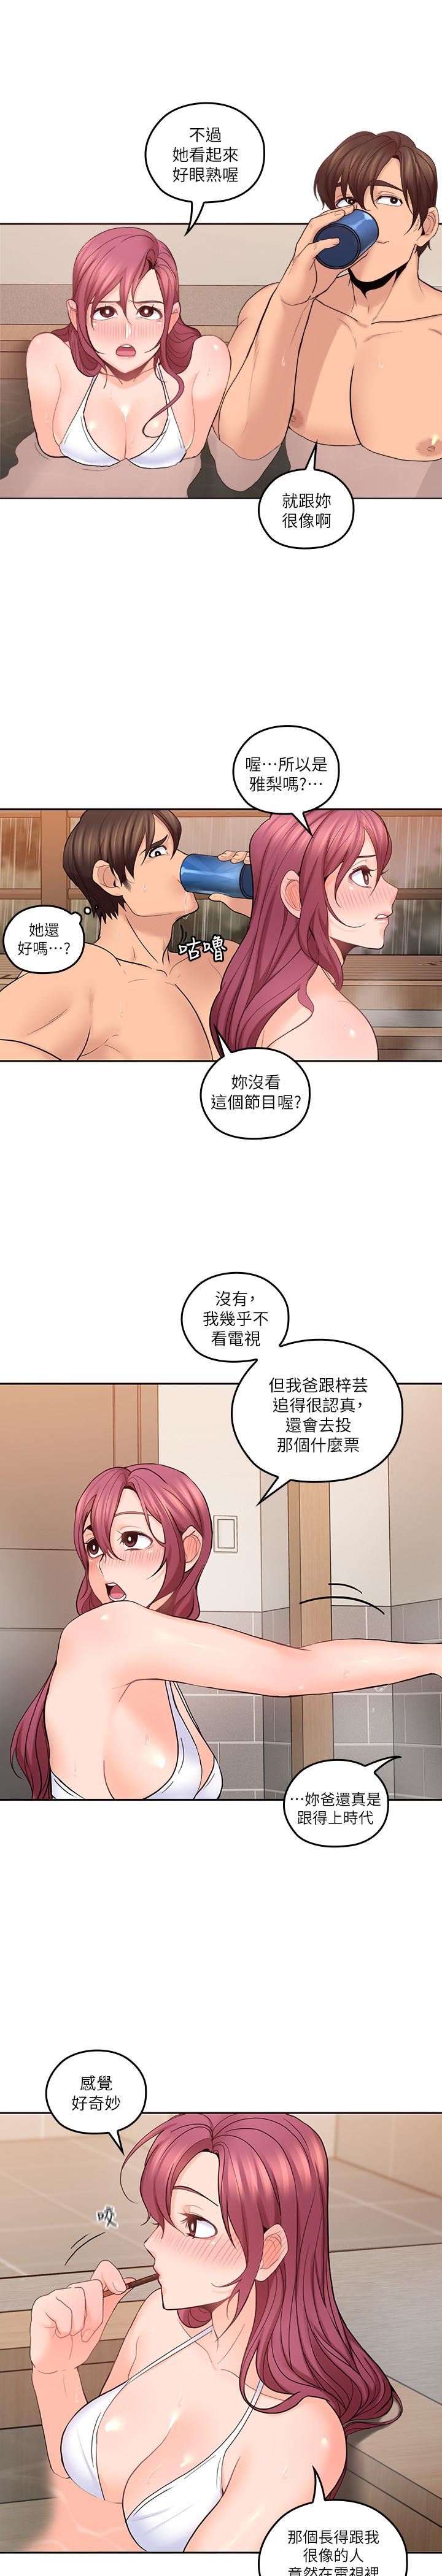 不過
她看起來
好眼熟喔
就跟妳
很像啊
喔…所以是
雅梨嗎?…
她還
好嗎…?
咕嚕
妳沒看
這個節目喔?
沒有,
我幾乎不
看電視
但我爸跟梓芸
追得很認真,
還會去投
那個什麼票
…妳爸還真是
跟得上時代
感覺
好奇妙
咬
那個長得跟我
很像的人
竟然在電視裡